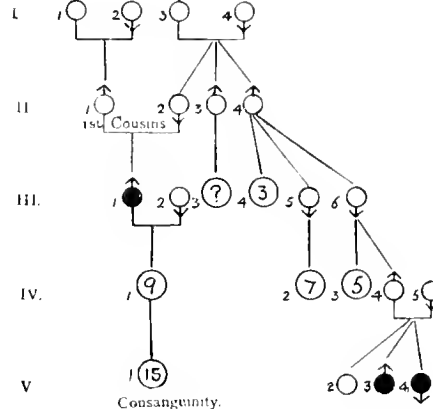 I. 1 2 3 4
II 1 2 3 4
1st Cousins
III. 1 2 3 ? 4 3 5 6
IV. 1 9 2 7 3 5 4 5
V 1 15 2 3 4
Consanguinity.